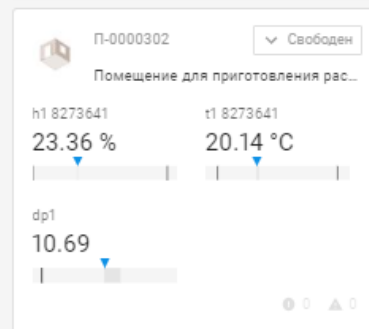 П-0000302
Свободен
Помещение для приготовления рас...
h1 8273641
t1 8273641
23.36 %
20.14 °C
dp1
10.69
0 0